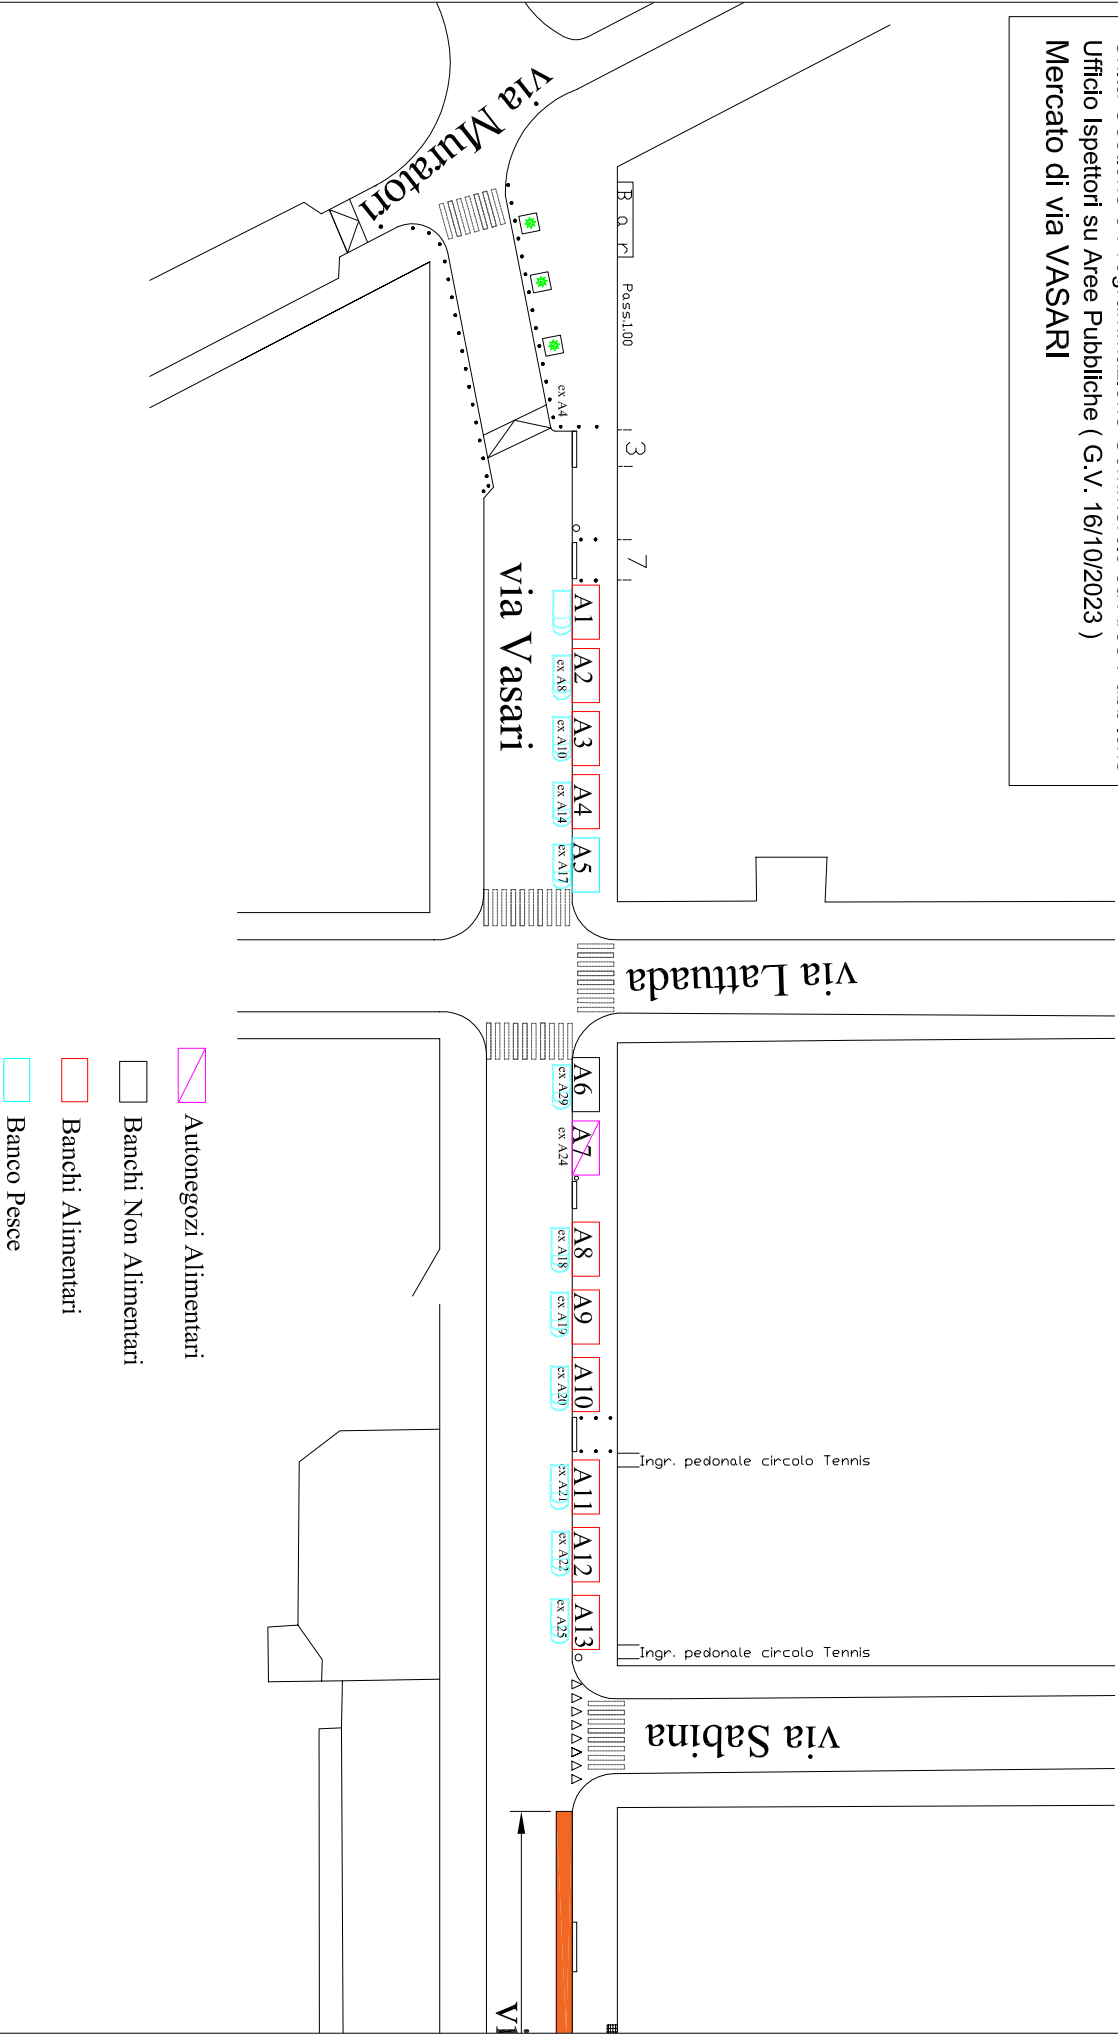 Ufficio Ispettori su Aree Pubbliche ( G.V. 16/10/2023 )
Mercato di via VASARI
Bar
Pass.1.00
3
7
via Muratori
ex A4
via Vasari
A1
A2
ex A8
A3
ex A10
A4
ex A14
A5
ex A17
via Lattuada
A6
ex A29
A7
ex A24
A8
ex A18
A9
ex A19
A10
ex A20
Ingr. pedonale circolo Tennis
A11
ex A21
A12
ex A22
A13
ex A25
Ingr. pedonale circolo Tennis
via Sabina
Autonegozi Alimentari
Banchi Non Alimentari
Banchi Alimentari
Banco Pesce